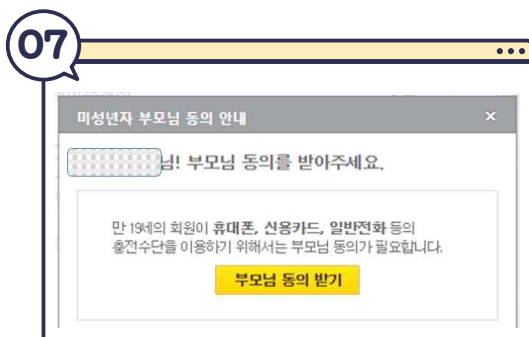 07
미성년자 부모님 동의 안내 ×
님! 부모님 동의를 받아주세요.
만 19세의 회원이 휴대폰, 신용카드, 일반전화 등의
충전수단을 이용하기 위해서는 부모님 동의가 필요합니다.
부모님 동의 받기